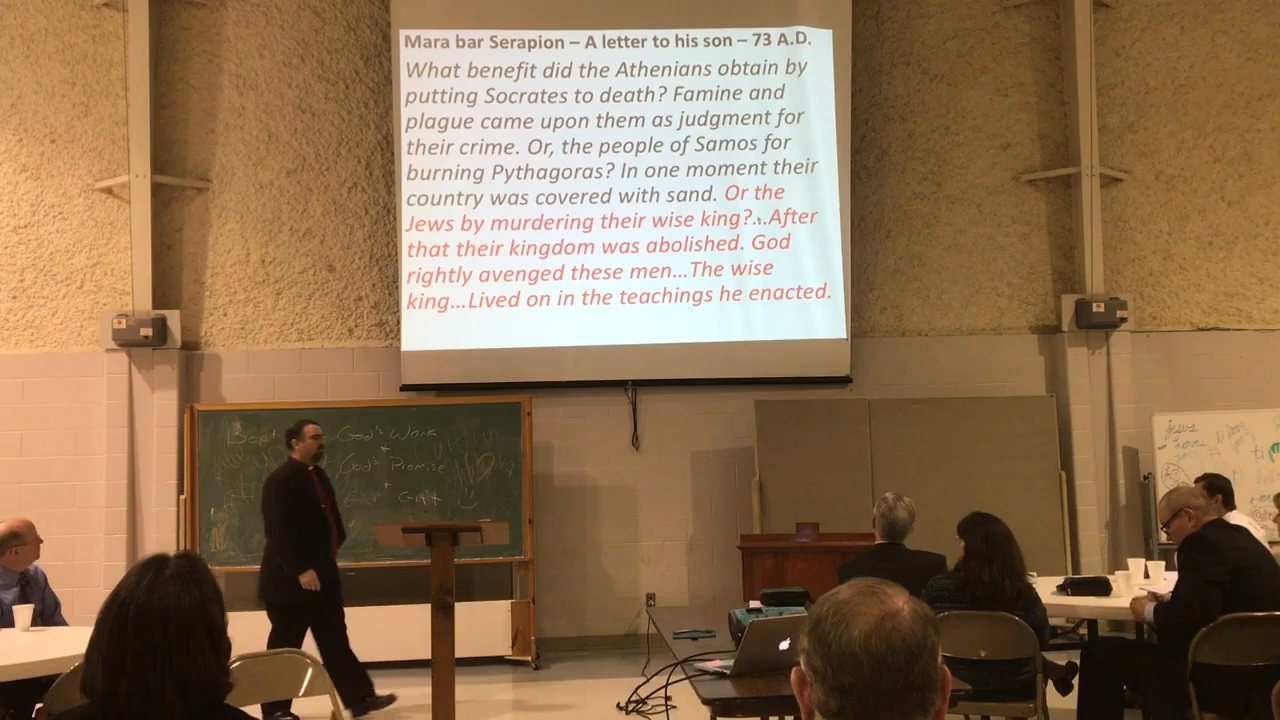 Mara bar Serapion – A letter to his son – 73 A.D.
What benefit did the Athenians obtain by
putting Socrates to death? Famine and
plague came upon them as judgment for
their crime. Or, the people of Samos for
burning Pythagoras? In one moment their
country was covered with sand. Or the
Jews by murdering their wise king?...After
that their kingdom was abolished. God
rightly avenged these men...The wise
king...Lived on in the teachings he enacted.
God's Work
+
God's Promise
+
Jesus
loves